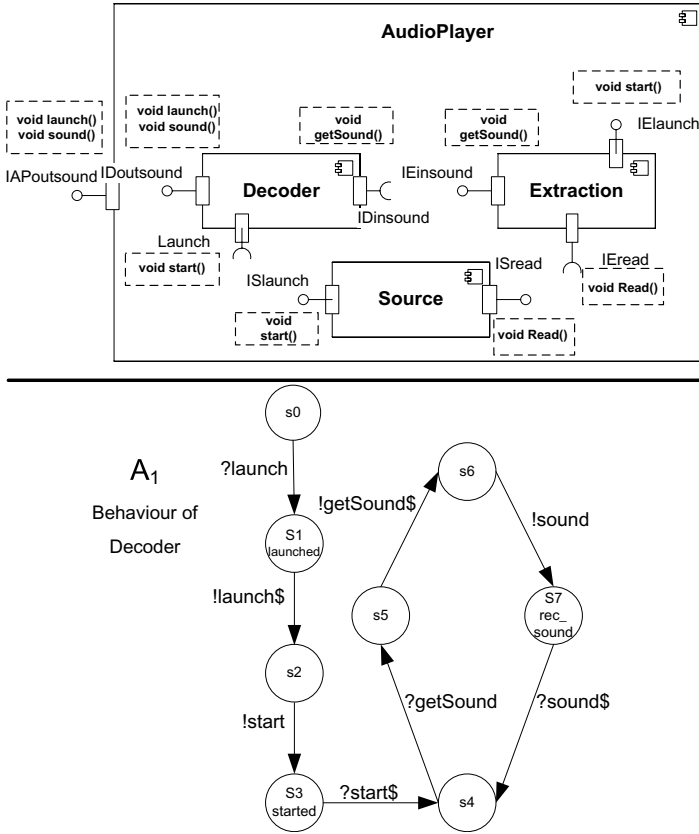 AudioPlayer
void start()
void launch()
void sound()
void launch()
void sound()
void
getSound()
void
getSound()
IElaunch
IAPoutsound
IDoutsound
Decoder
IDinsound
IEinsound
Extraction
Launch
void start()
ISlaunch
void
start()
Source
ISread
void Read()
IEread
void Read()
A1
Behaviour of
Decoder
s0
?launch
S1
launched
!launch$
s2
!start
S3
started
?start$
s4
?getSound
s5
!getSound$
s6
!sound
S7
rec_
sound
?sound$